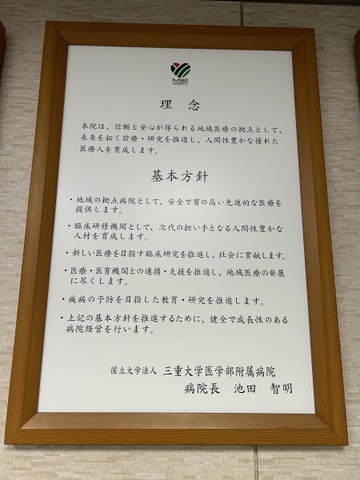 理念
本院は、信頼と安心が得られる地域医療の拠点として、
未来を拓く診療・研究を推進し、人間性豊かな優れた
医療人を育成します。
基本方針
・地域の拠点病院として、安全で質の高い先進的な医療を
提供します。
・臨床研修機関として、次代の担い手となる人間性豊かな
人材を育成します。
・新しい医療を目指す臨床研究を推進し、社会に貢献します。
・医療・医育機関との連携・支援を推進し、地域医療の発展
に尽くします。
・疾病の予防を目指した教育・研究を推進します。
・上記の基本方針を推進するために、健全で成長性のある
病院経営を行います。
国立大学法人 三重大学医学部附属病院
病院長 池田 智明